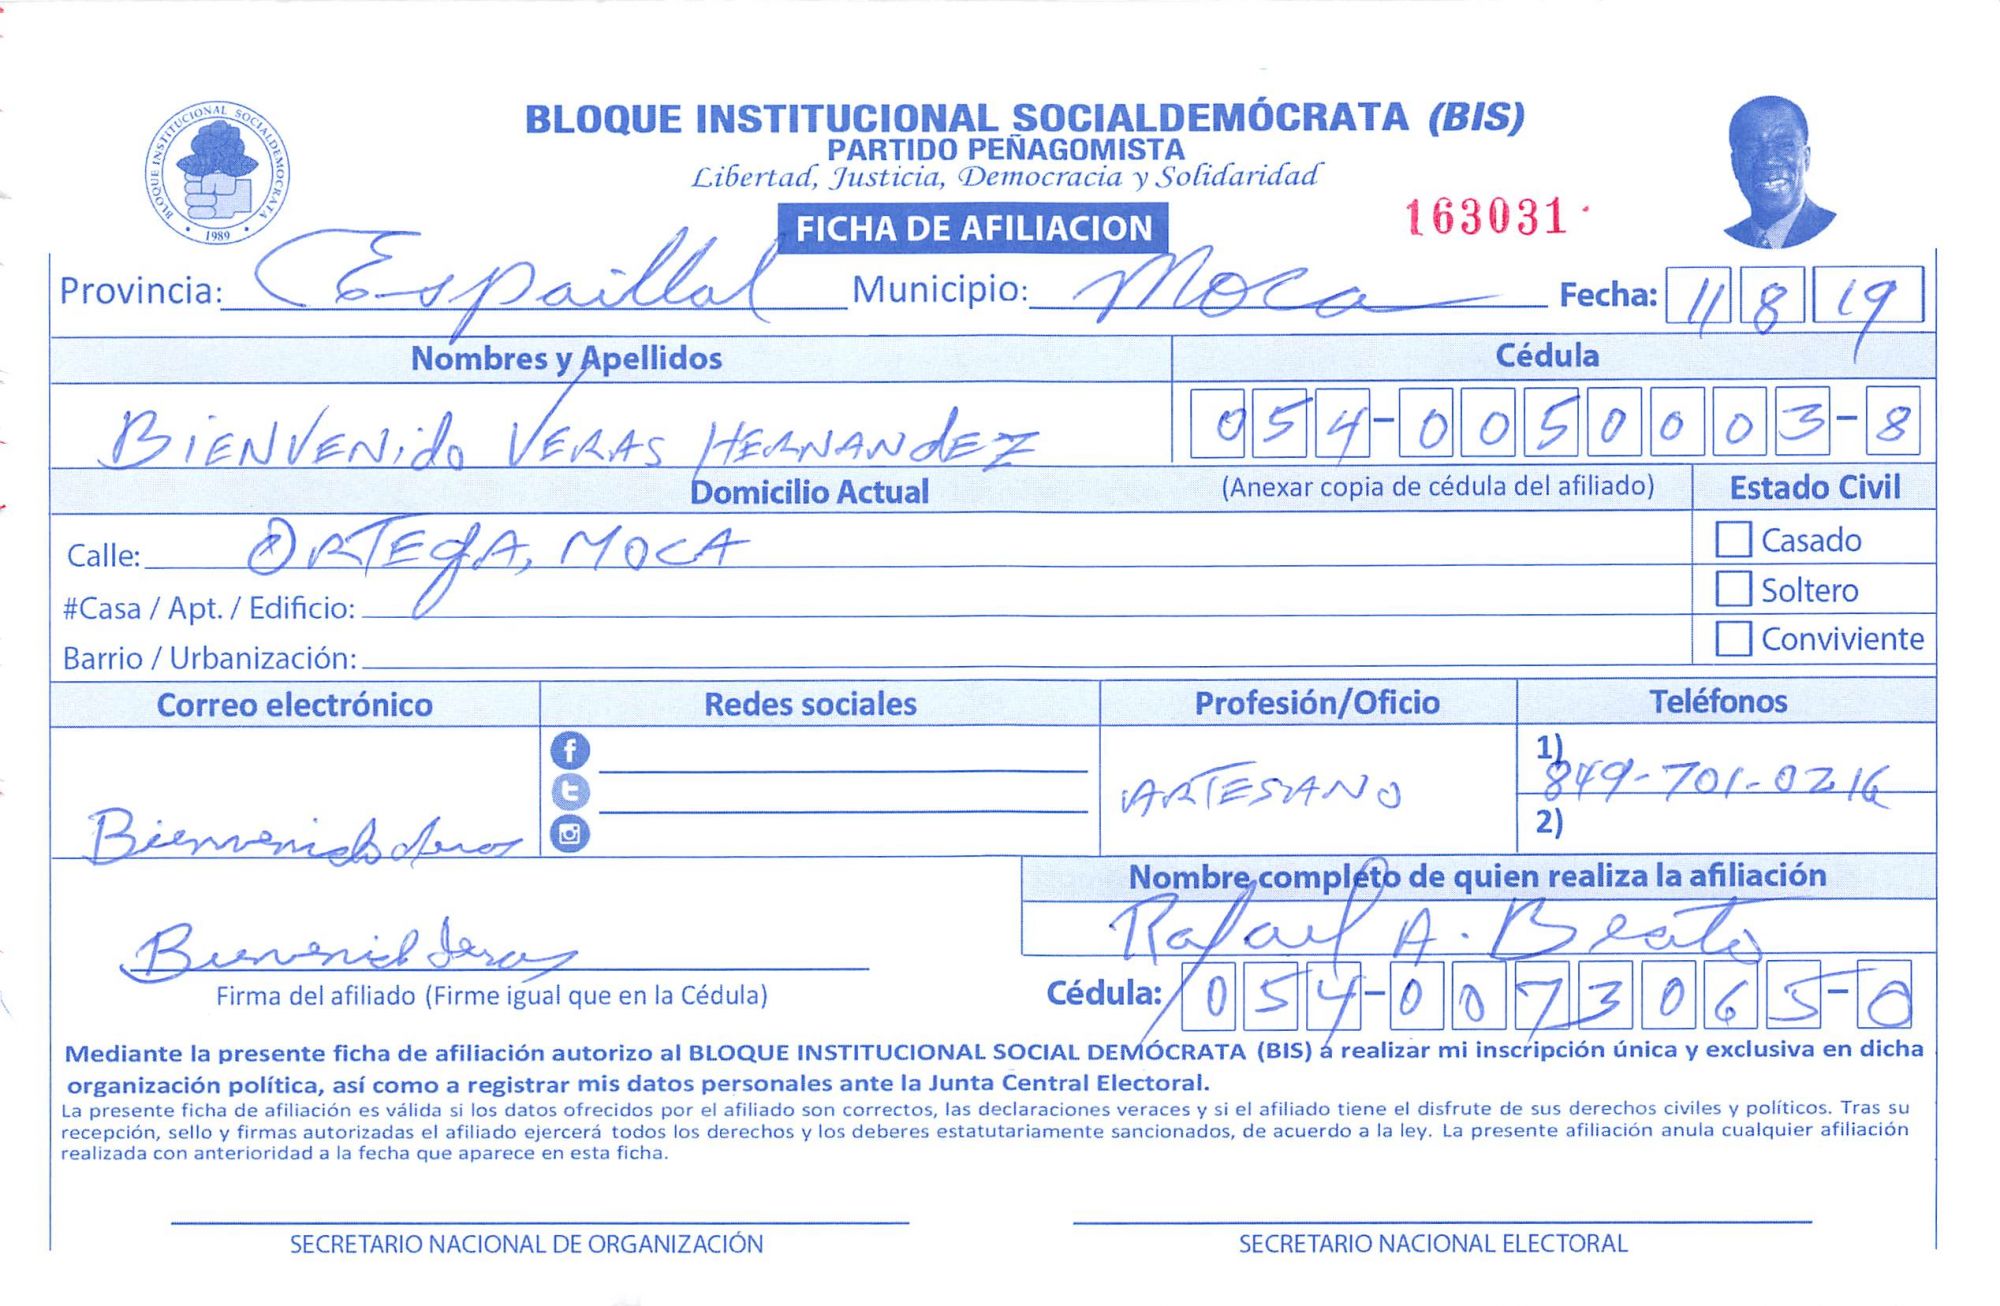 BLOQUE INSTITUCIONAL SOCIALDEMOCRATA
1989
BLOQUE INSTITUCIONAL SOCIALDEMÓCRATA (BIS)
PARTIDO PEÑAGOMISTA
Libertad, Justicia, Democracia y Solidaridad
FICHA DE AFILIACION
163031
Provincia: Espaillat Municipio: Moca Fecha: 11 8 19
Nombres y Apellidos Cédula
BIENVENIdo VERAS HERNANdEZ 054-0050003-8
Domicilio Actual (Anexar copia de cédula del afiliado) Estado Civil
Calle: ORTEGA, MOCA Casado
#Casa / Apt. / Edificio: Soltero
Barrio / Urbanización: Conviviente
Correo electrónico Redes sociales Profesión/Oficio Teléfonos
Bienvenido veras ARTESANO 1) 849-701-0216
2)
Nombre completo de quien realiza la afiliación
Rafael A. Beato
Bienvenid Veras
Firma del afiliado (Firme igual que en la Cédula) Cédula: 054-0073065-0
Mediante la presente ficha de afiliación autorizo al BLOQUE INSTITUCIONAL SOCIAL DEMÓCRATA (BIS) a realizar mi inscripción única y exclusiva en dicha
organización política, así como a registrar mis datos personales ante la Junta Central Electoral.
La presente ficha de afiliación es válida si los datos ofrecidos por el afiliado son correctos, las declaraciones veraces y si el afiliado tiene el disfrute de sus derechos civiles y políticos. Tras su
recepción, sello y firmas autorizadas el afiliado ejercerá todos los derechos y los deberes estatutariamente sancionados, de acuerdo a la ley. La presente afiliación anula cualquier afiliación
realizada con anterioridad a la fecha que aparece en esta ficha.
SECRETARIO NACIONAL DE ORGANIZACIÓN SECRETARIO NACIONAL ELECTORAL